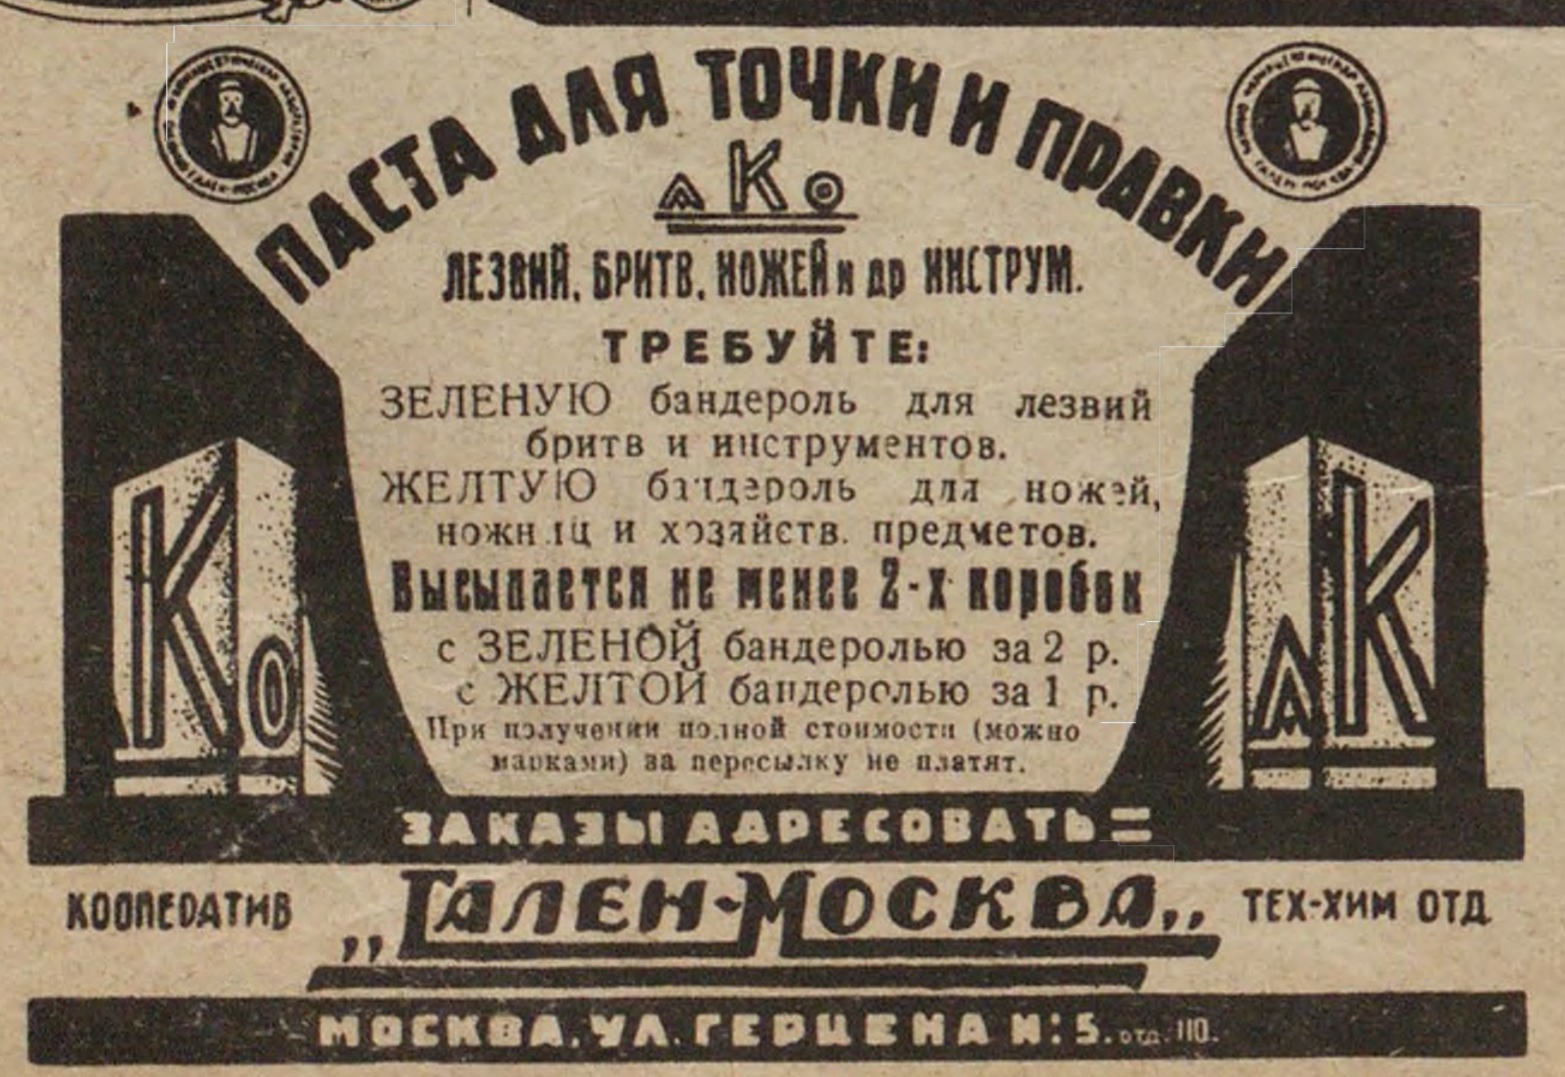 ПАСТА ДЛЯ ТОЧКИ И ПРАВКИ
ЛКо
ЛЕЗВИЙ, БРИТВ, НОЖЕЙ и др ИНСТРУМ.
ТРЕБУЙТЕ:
ЗЕЛЕНУЮ бандероль для лезвий
бритв и инструментов.
ЖЕЛТУЮ бандероль для ножей,
ножниц и хозяйств. предметов.
Высылается не менее 2-х коробок
с ЗЕЛЕНОЙ бандеролью за 2 р.
с ЖЕЛТОЙ бандеролью за 1 р.
При получении полной стоимости (можно
марками) за пересылку не платят.
Ко
ЛК
ЗАКАЗЫ АДРЕСОВАТЬ=
КООПЕРАТИВ „ГАЛЕН-МОСКВА„ ТЕХ-ХИМ ОТД
МОСКВА. УЛ. ГЕРЦЕНА №: 5. отд. 110.